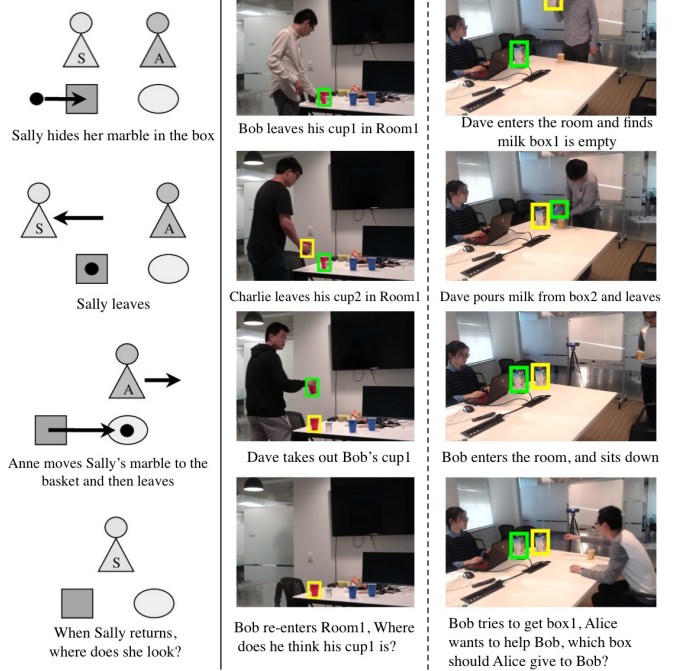 S
A
Sally hides her marble in the box
S
A
Sally leaves
A
Anne moves Sally's marble to the
basket and then leaves
S
When Sally returns,
where does she look?
Bob leaves his cup1 in Room1
Charlie leaves his cup2 in Room1
Dave takes out Bob's cup1
Bob re-enters Room1, Where
does he think his cup1 is?
Dave enters the room and finds
milk box1 is empty
Dave pours milk from box2 and leaves
Bob enters the room, and sits down
Bob tries to get box1, Alice
wants to help Bob, which box
should Alice give to Bob?